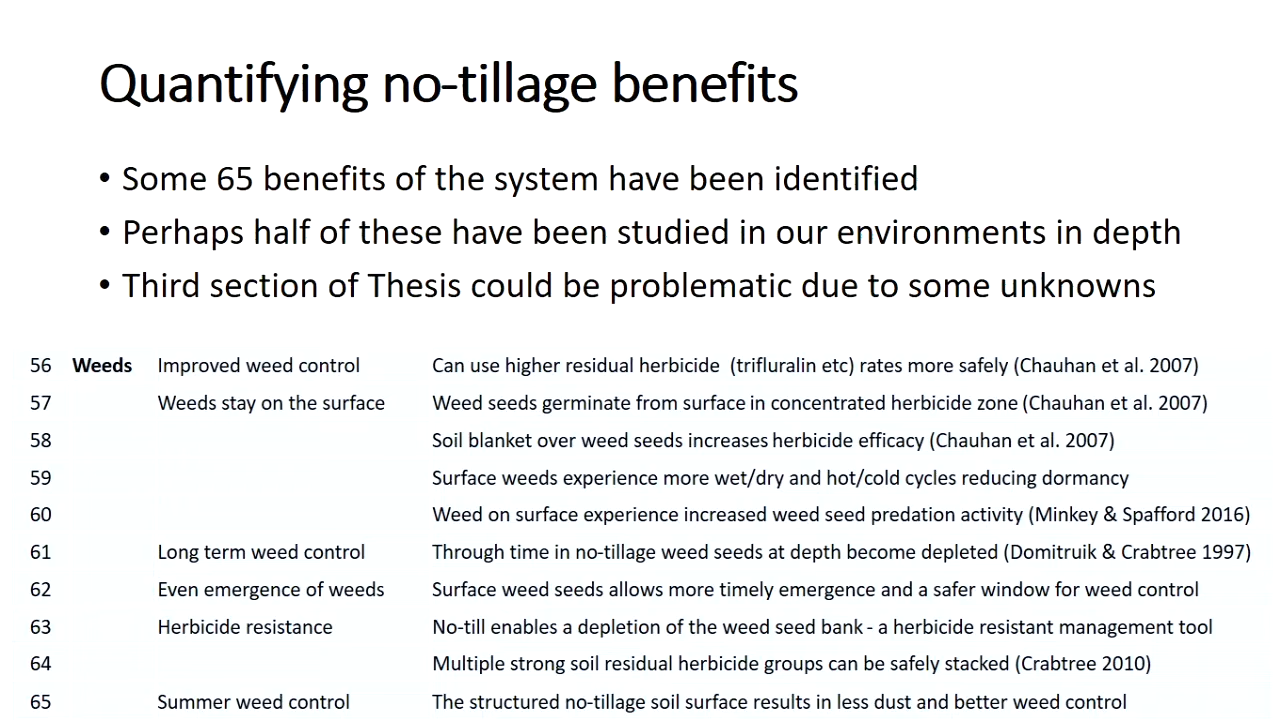 Quantifying no-tillage benefits
• Some 65 benefits of the system have been identified
• Perhaps half of these have been studied in our environments in depth
• Third section of Thesis could be problematic due to some unknowns
56 Weeds Improved weed control Can use higher residual herbicide (trifluralin etc) rates more safely (Chauhan et al. 2007)
57 Weeds stay on the surface Weed seeds germinate from surface in concentrated herbicide zone (Chauhan et al. 2007)
58 Soil blanket over weed seeds increases herbicide efficacy (Chauhan et al. 2007)
59 Surface weeds experience more wet/dry and hot/cold cycles reducing dormancy
60 Weed on surface experience increased weed seed predation activity (Minkey & Spafford 2016)
61 Long term weed control Through time in no-tillage weed seeds at depth become depleted (Domitruik & Crabtree 1997)
62 Even emergence of weeds Surface weed seeds allows more timely emergence and a safer window for weed control
63 Herbicide resistance No-till enables a depletion of the weed seed bank - a herbicide resistant management tool
64 Multiple strong soil residual herbicide groups can be safely stacked (Crabtree 2010)
65 Summer weed control The structured no-tillage soil surface results in less dust and better weed control